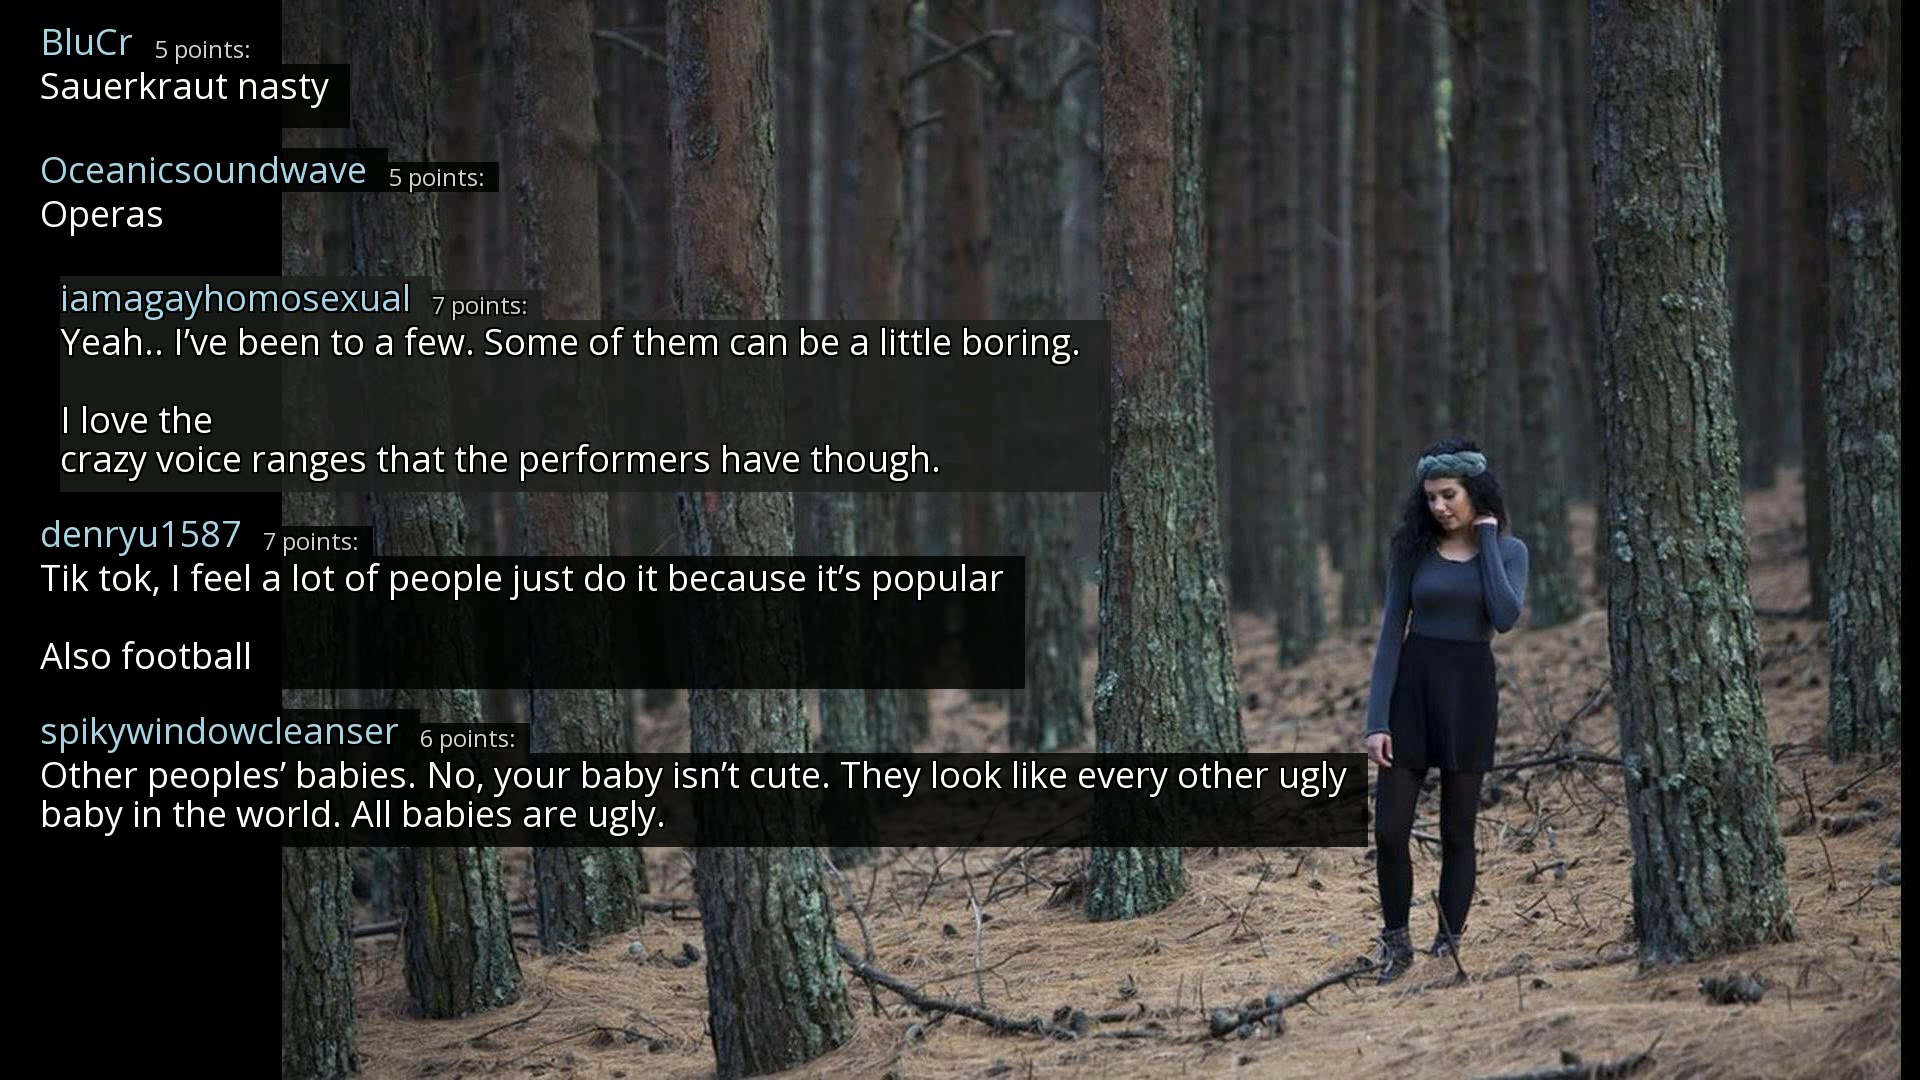 BluCr 5 points:
Sauerkraut nasty
Oceanicsoundwave 5 points:
Operas
iamagayhomosexual 7 points:
Yeah.. I’ve been to a few. Some of them can be a little boring.
I love the
crazy voice ranges that the performers have though.
denryu1587 7 points:
Tik tok, I feel a lot of people just do it because it’s popular
Also football
spikywindowcleanser 6 points:
Other peoples’ babies. No, your baby isn’t cute. They look like every other ugly
baby in the world. All babies are ugly.